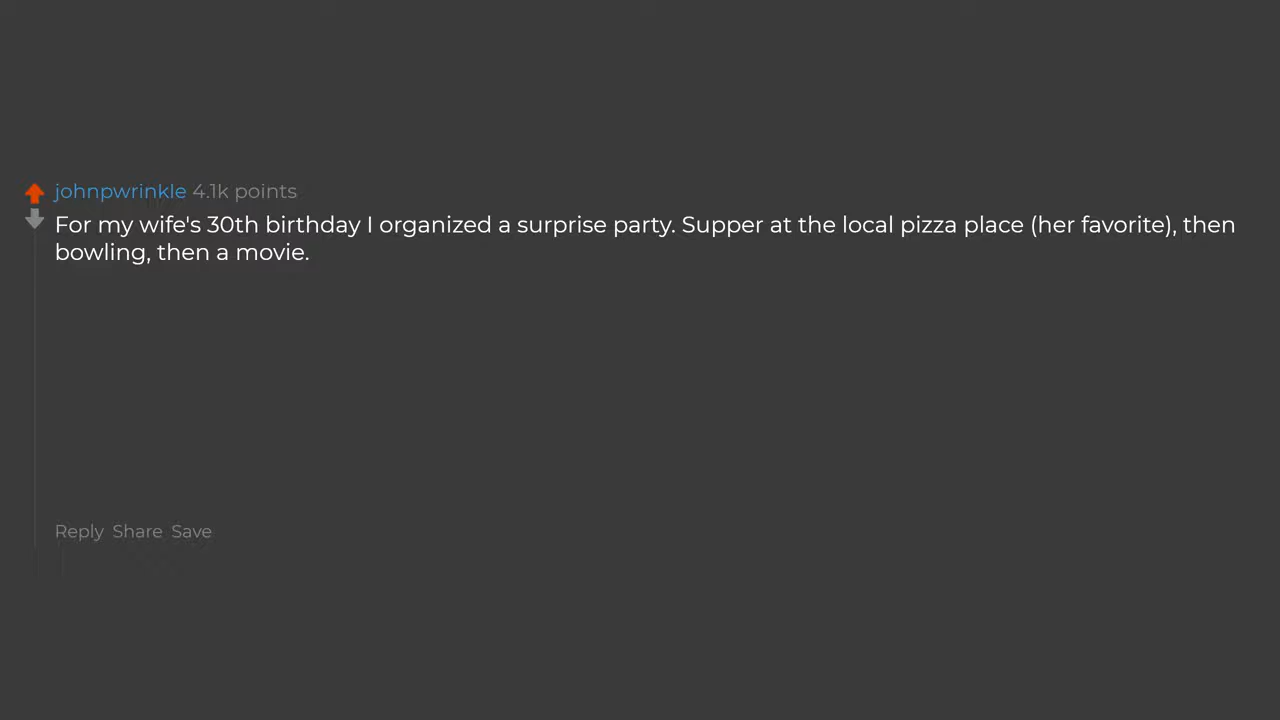 johnpwrinkle 4.1k points
For my wife's 30th birthday I organized a surprise party. Supper at the local pizza place (her favorite), then
bowling, then a movie.
Reply Share Save